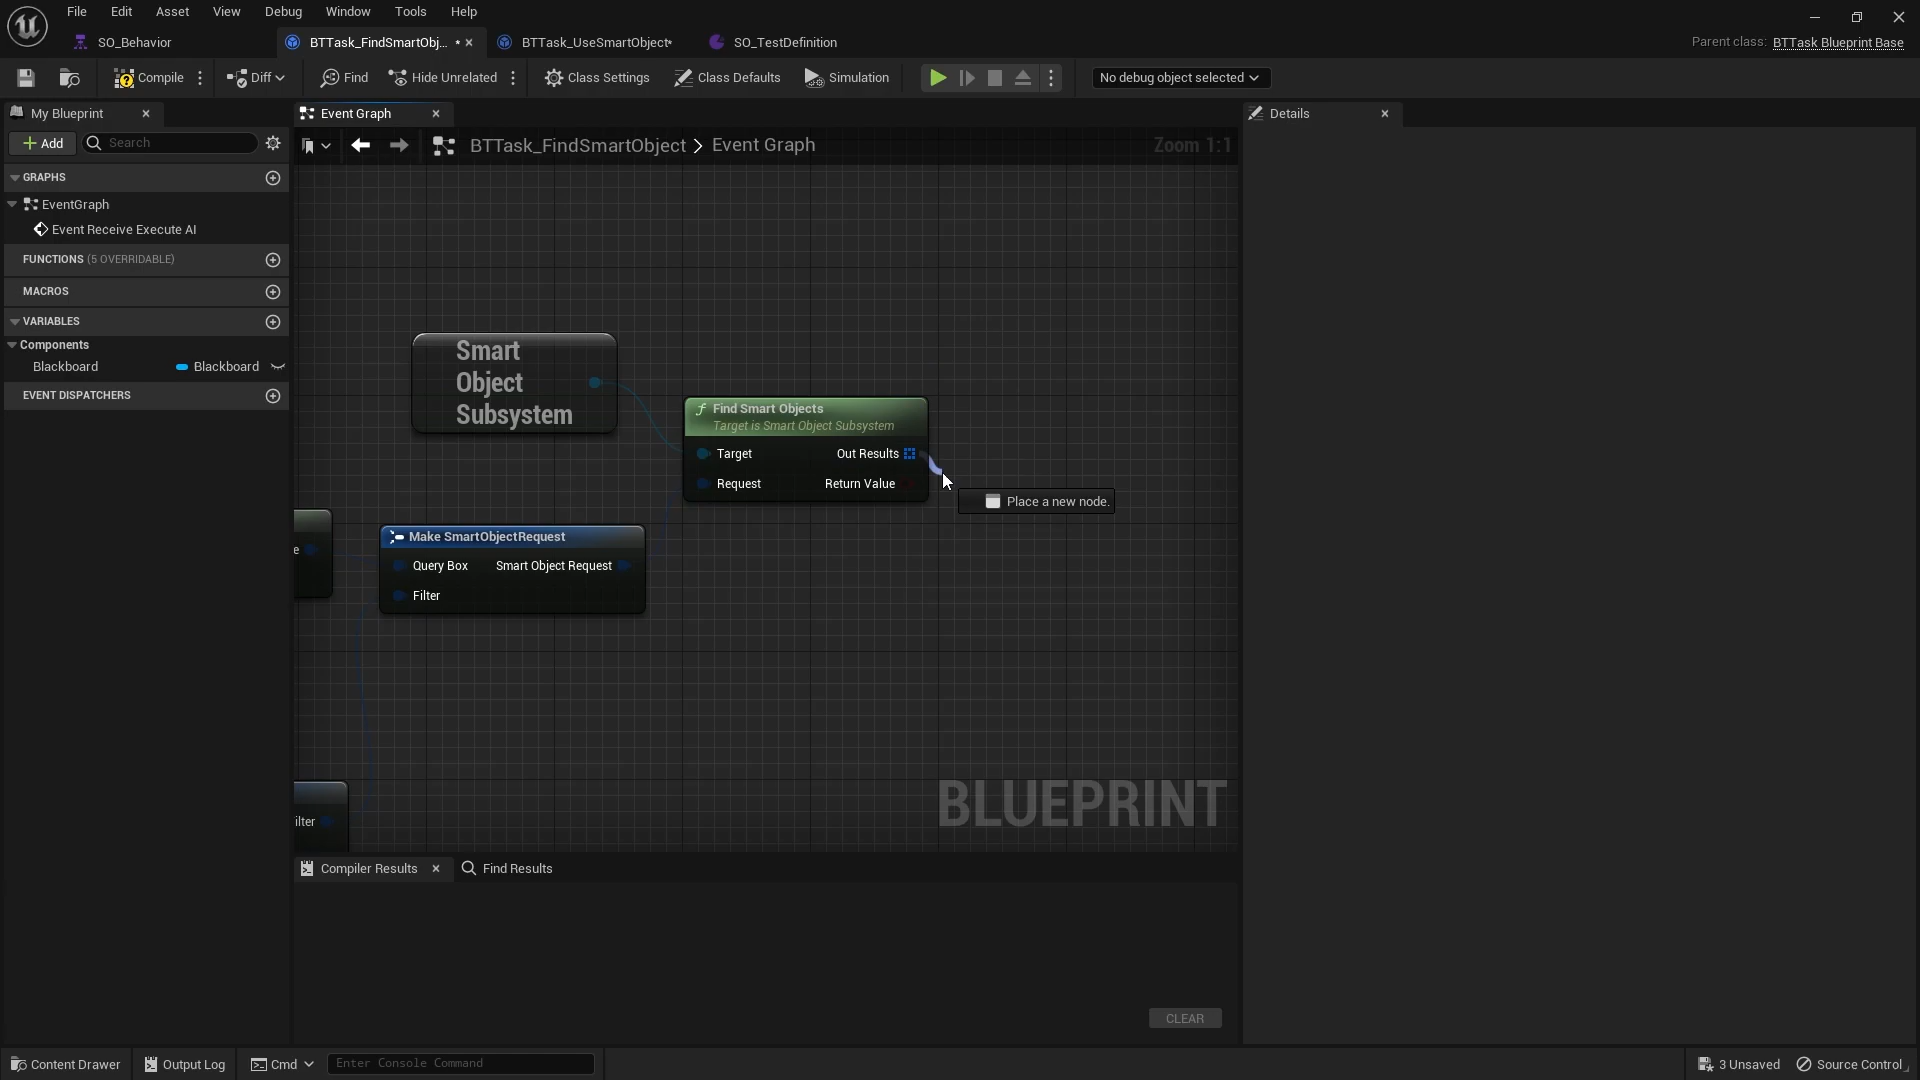 File Edit Asset View Debug Window Tools Help
SO_Behavior
BTTask_FindSmartObj... *
BTTask_UseSmartObject*
SO_TestDefinition
Parent class: BTTask Blueprint Base
Compile
Diff
Find
Hide Unrelated
Class Settings
Class Defaults
Simulation
No debug object selected
My Blueprint
Event Graph
Details
Add
Search
BTTask_FindSmartObject > Event Graph
Zoom 1:1
GRAPHS
EventGraph
Event Receive Execute AI
FUNCTIONS (5 OVERRIDABLE)
MACROS
VARIABLES
Components
Blackboard
Blackboard
EVENT DISPATCHERS
Smart
Object
Subsystem
Find Smart Objects
Target is Smart Object Subsystem
Target
Out Results
Request
Return Value
Place a new node.
e
Make SmartObjectRequest
Query Box
Smart Object Request
Filter
ilter
BLUEPRINT
Compiler Results
Find Results
CLEAR
Content Drawer
Output Log
Cmd
Enter Console Command
3 Unsaved
Source Control